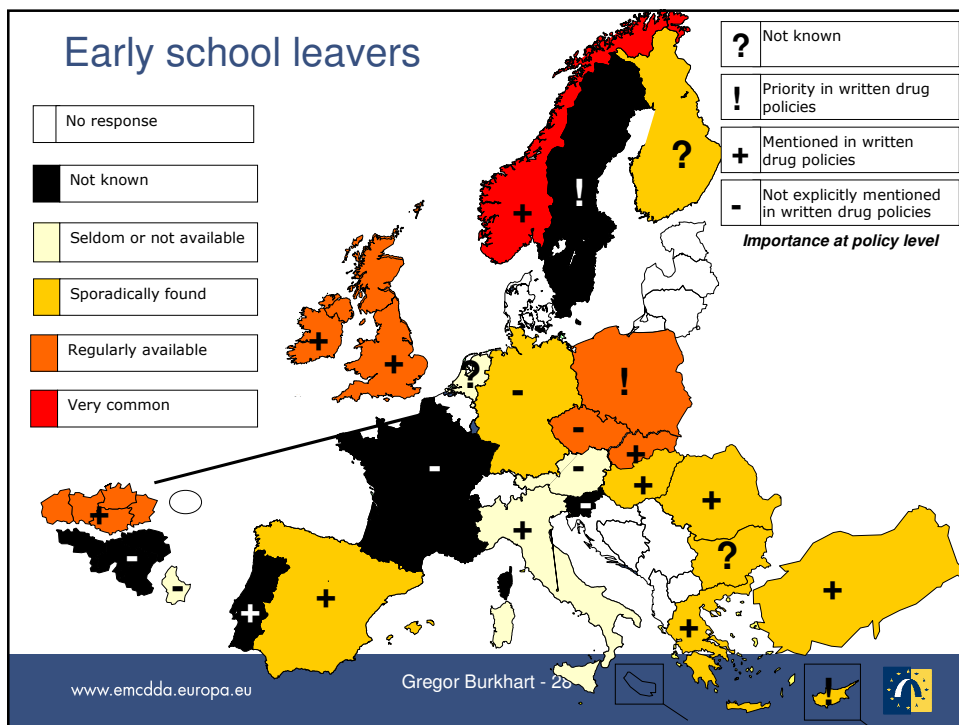 Early school leavers
No response
Not known
Seldom or not available
Sporadically found
Regularly available
Very common
? Not known
! Priority in written drug
policies
+ Mentioned in written
drug policies
- Not explicitly mentioned
in written drug policies
Importance at policy level
?
!
+
+
+
?
-
!
-
+
-
-
-
+
+
+
?
+
-
-
+
+
+
+
!
www.emcdda.europa.eu
Gregor Burkhart - 28